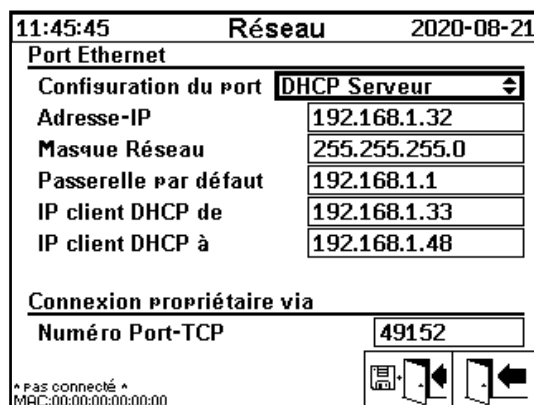 11:45:45 Réseau 2020-08-21
Port Ethernet
Configuration du port DHCP Serveur
Adresse-IP 192.168.1.32
Masque Réseau 255.255.255.0
Passerelle par défaut 192.168.1.1
IP client DHCP de 192.168.1.33
IP client DHCP à 192.168.1.48
Connexion propriétaire via
Numéro Port-TCP 49152
* Pas connecté *
MAC:00:00:00:00:00:00